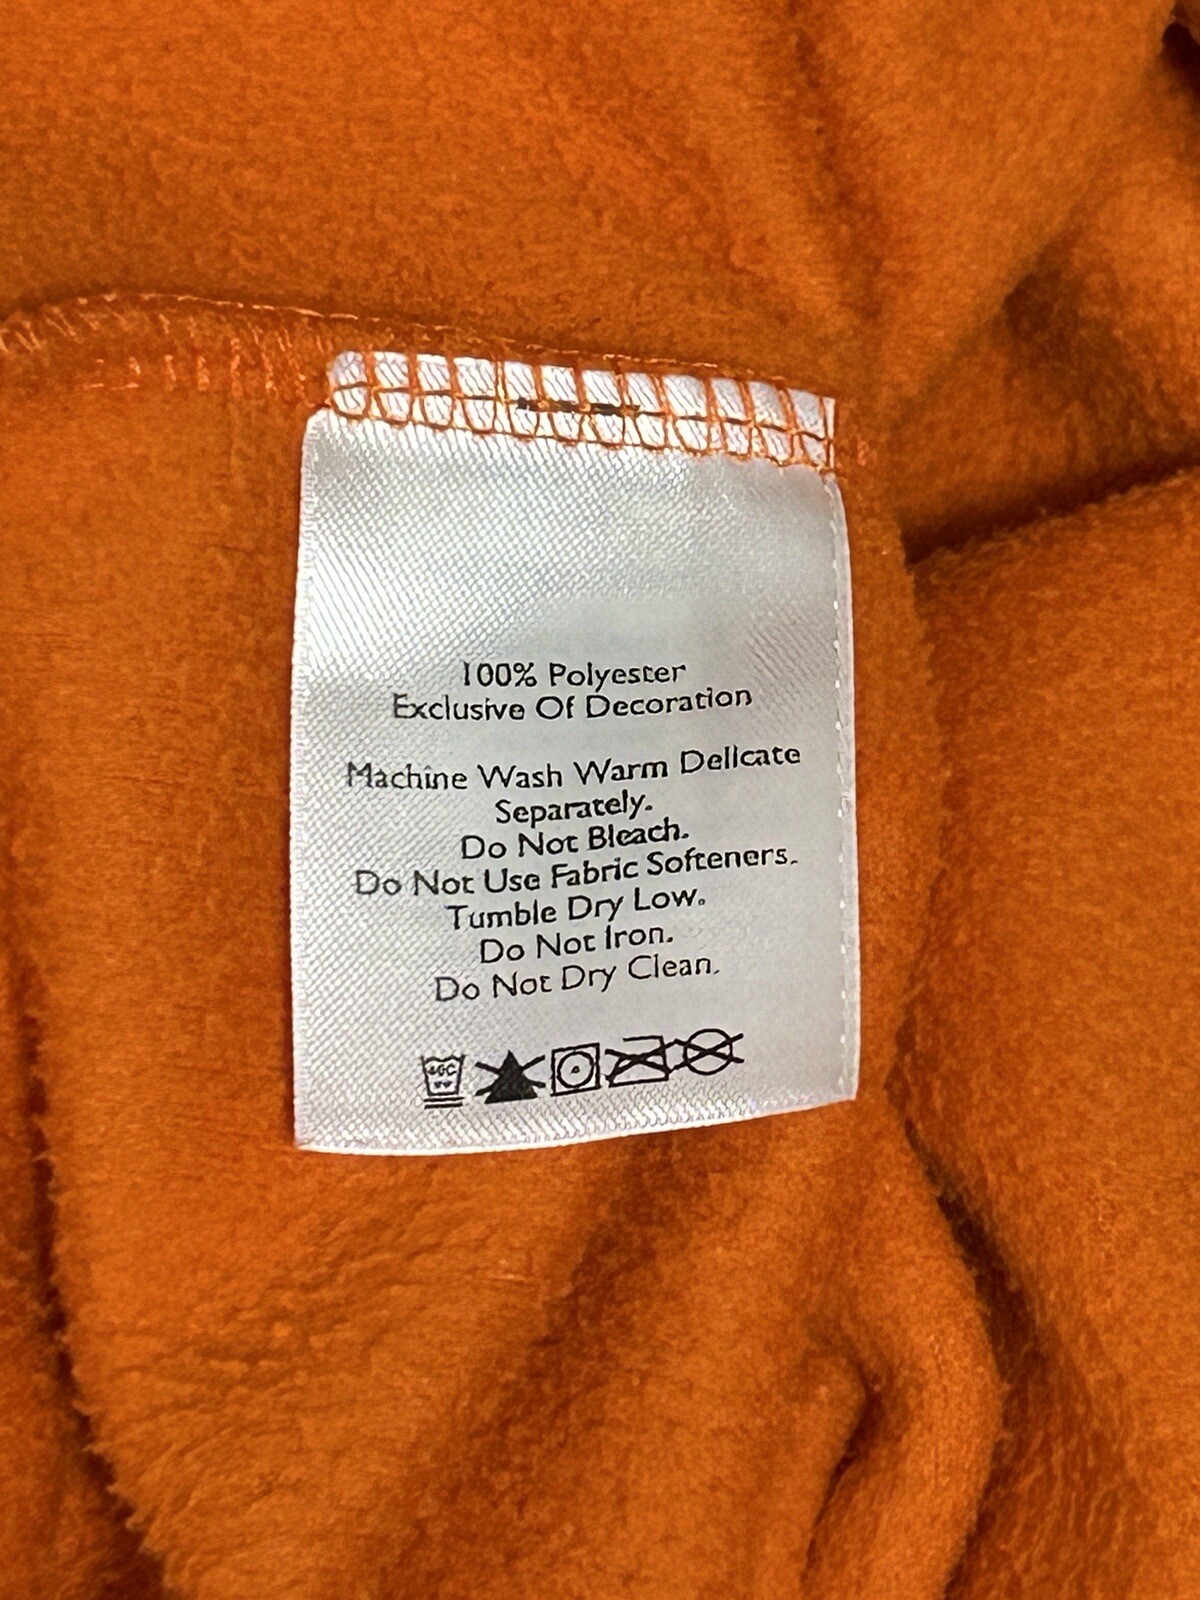 100% Polyester
Exclusive Of Decoration
Machine Wash Warm Delicate
Separately.
Do Not Bleach.
Do Not Use Fabric Softeners.
Tumble Dry Low.
Do Not Iron.
Do Not Dry Clean.
40C